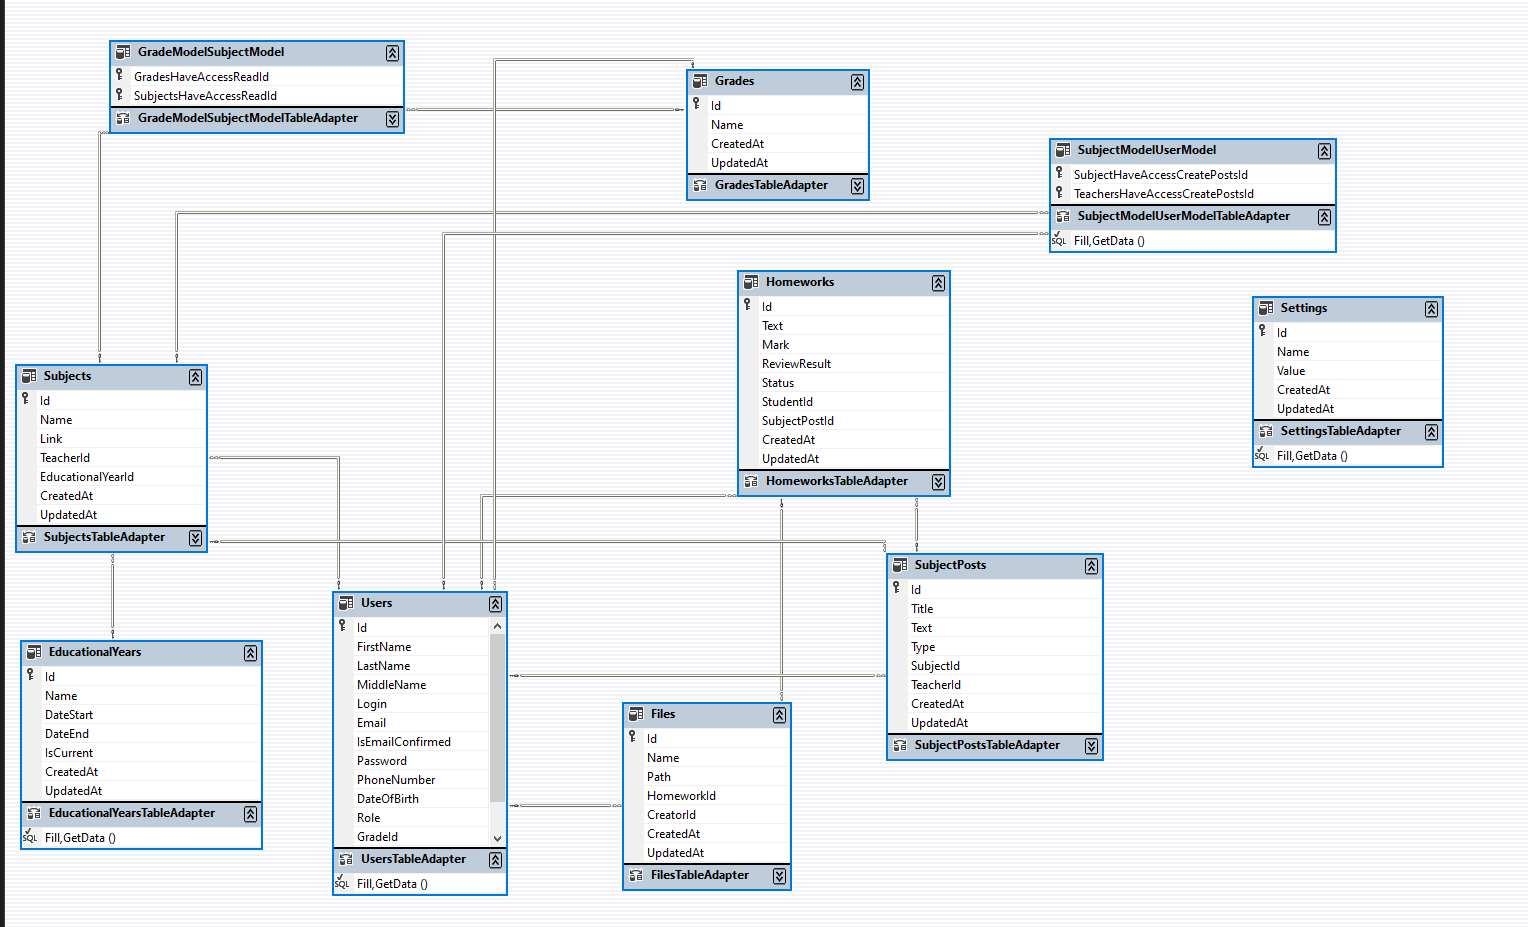 GradeModelSubjectModel
GradesHaveAccessReadId
SubjectsHaveAccessReadId
GradeModelSubjectModelTableAdapter
Grades
Id
Name
CreatedAt
UpdatedAt
GradesTableAdapter
SubjectModelUserModel
SubjectHaveAccessCreatePostsId
TeachersHaveAccessCreatePostsId
SubjectModelUserModelTableAdapter
SQL Fill,GetData ()
Homeworks
Id
Text
Mark
ReviewResult
Status
StudentId
SubjectPostId
CreatedAt
UpdatedAt
HomeworksTableAdapter
Settings
Id
Name
Value
CreatedAt
UpdatedAt
SettingsTableAdapter
SQL Fill,GetData ()
Subjects
Id
Name
Link
TeacherId
EducationalYearId
CreatedAt
UpdatedAt
SubjectsTableAdapter
SubjectPosts
Id
Title
Text
Type
SubjectId
TeacherId
CreatedAt
UpdatedAt
SubjectPostsTableAdapter
Users
Id
FirstName
LastName
MiddleName
Login
Email
IsEmailConfirmed
Password
PhoneNumber
DateOfBirth
Role
GradeId
UsersTableAdapter
SQL Fill,GetData ()
EducationalYears
Id
Name
DateStart
DateEnd
IsCurrent
CreatedAt
UpdatedAt
EducationalYearsTableAdapter
SQL Fill,GetData ()
Files
Id
Name
Path
HomeworkId
CreatorId
CreatedAt
UpdatedAt
FilesTableAdapter